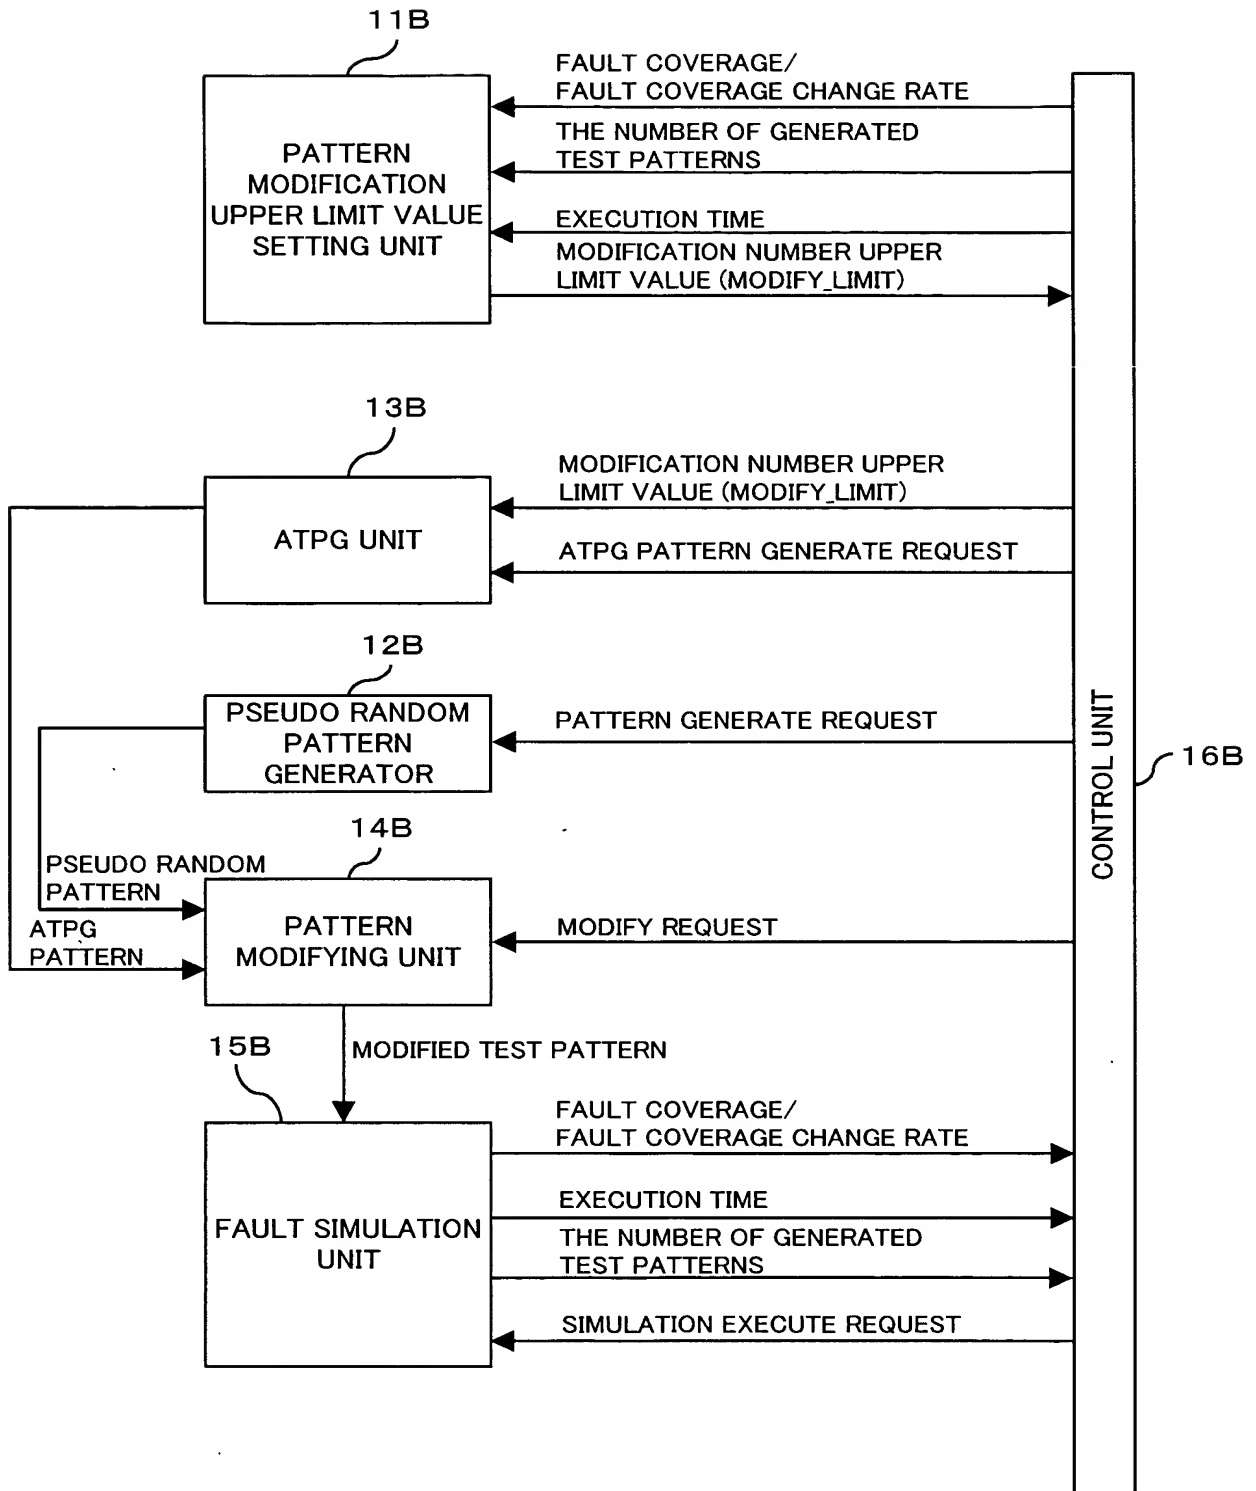 11B
FAULT COVERAGE/
FAULT COVERAGE CHANGE RATE
THE NUMBER OF GENERATED
TEST PATTERNS
PATTERN
MODIFICATION
UPPER LIMIT VALUE
SETTING UNIT
EXECUTION TIME
MODIFICATION NUMBER UPPER
LIMIT VALUE (MODIFY_LIMIT)
13B
MODIFICATION NUMBER UPPER
LIMIT VALUE (MODIFY_LIMIT)
ATPG UNIT
ATPG PATTERN GENERATE REQUEST
12B
PSEUDO RANDOM
PATTERN
GENERATOR
PATTERN GENERATE REQUEST
CONTROL UNIT
16B
14B
PSEUDO RANDOM
PATTERN
ATPG
PATTERN
PATTERN
MODIFYING UNIT
MODIFY REQUEST
15B
MODIFIED TEST PATTERN
FAULT COVERAGE/
FAULT COVERAGE CHANGE RATE
FAULT SIMULATION
UNIT
EXECUTION TIME
THE NUMBER OF GENERATED
TEST PATTERNS
SIMULATION EXECUTE REQUEST